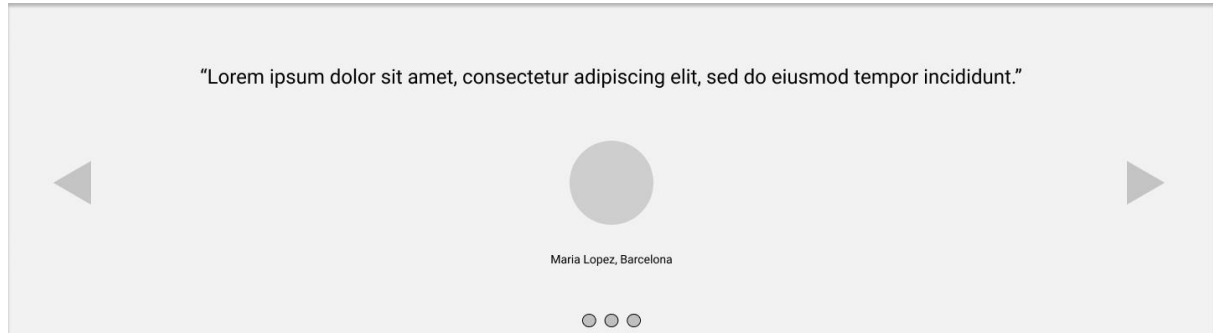 “Lorem ipsum dolor sit amet, consectetur adipiscing elit, sed do eiusmod tempor incididunt.”
Maria Lopez, Barcelona